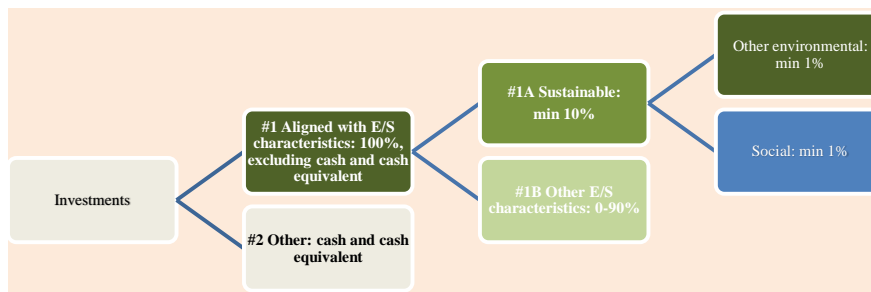 Other environmental:
min 1%
#1A Sustainable:
min 10%
#1 Aligned with E/S
characteristics: 100%,
excluding cash and cash
equivalent
Social: min 1%
Investments
#1B Other E/S
characteristics: 0-90%
#2 Other: cash and cash
equivalent